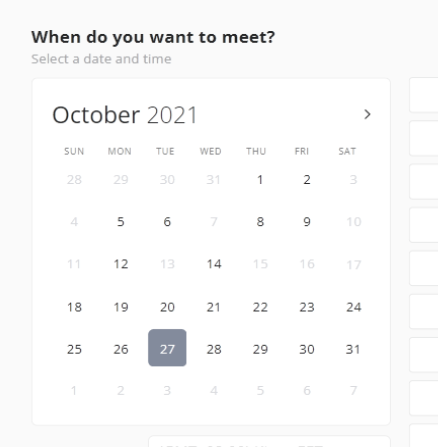 When do you want to meet?
Select a date and time
October 2021
SUN MON TUE WED THU FRI SAT
28 29 30 31 1 2 3
4 5 6 7 8 9 10
11 12 13 14 15 16 17
18 19 20 21 22 23 24
25 26 27 28 29 30 31
1 2 3 4 5 6 7